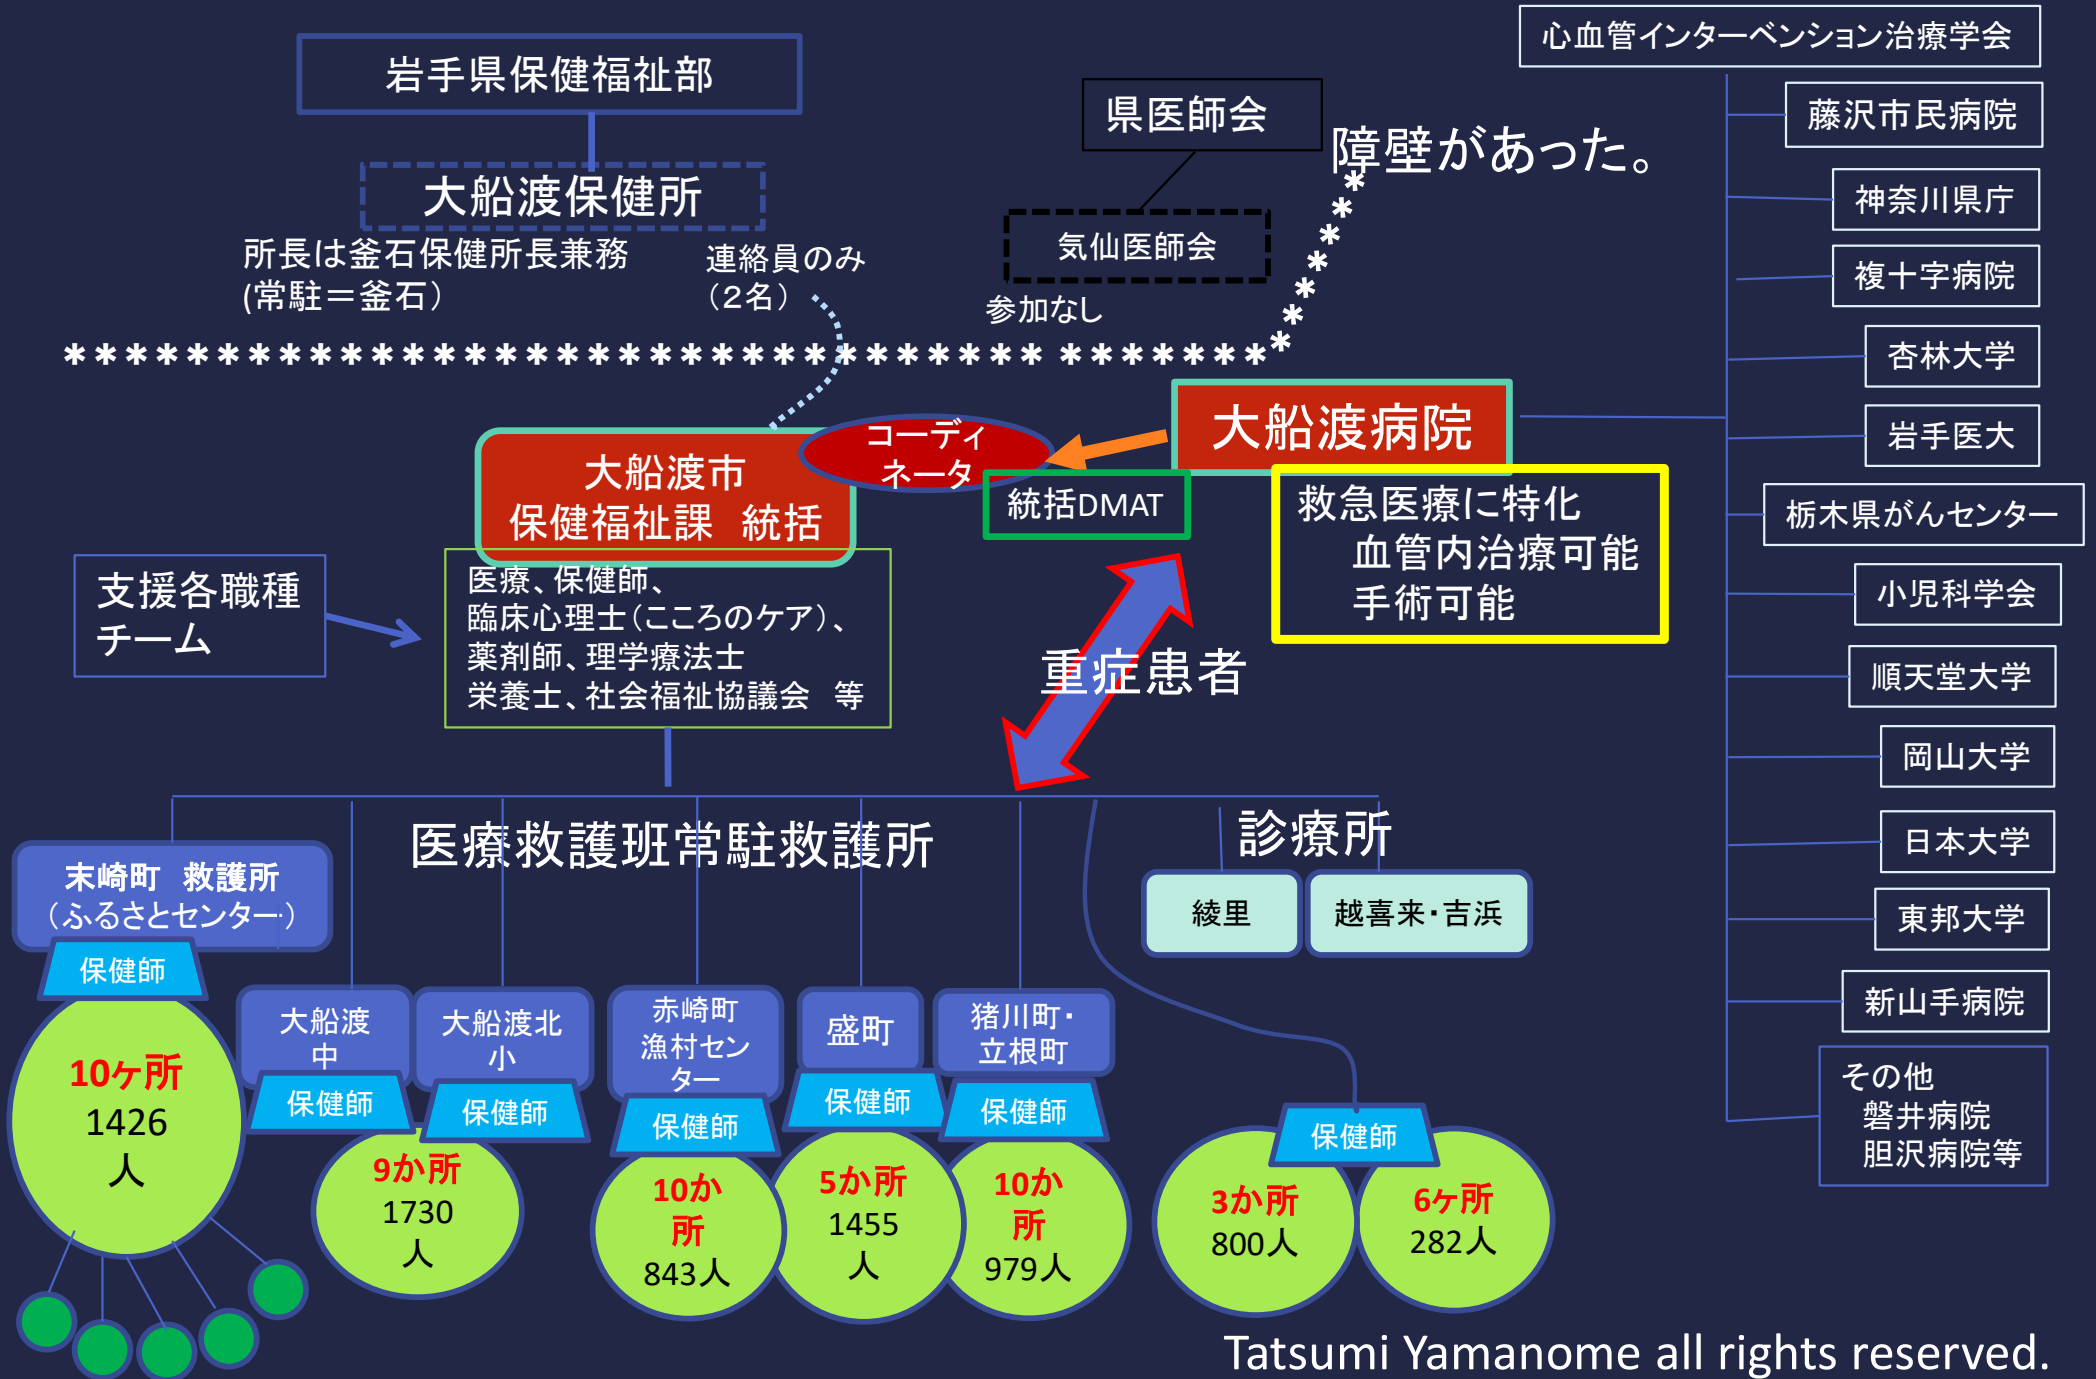 心血管インターベンション治療学会
岩手県保健福祉部
県医師会
障壁があった。
大船渡保健所
気仙医師会
所長は釜石保健所長兼務
(常駐＝釜石）
連絡員のみ
（２名）
参加なし
＊＊＊＊＊＊＊＊＊＊＊＊＊＊＊＊＊＊＊＊＊＊＊＊＊＊＊＊＊＊＊＊ ＊＊＊＊＊＊＊＊＊＊＊＊＊＊
藤沢市民病院
神奈川県庁
複十字病院
杏林大学
岩手医大
栃木県がんセンター
小児科学会
順天堂大学
岡山大学
日本大学
東邦大学
新山手病院
その他
磐井病院
胆沢病院等
大船渡病院
コーディ
ネータ
大船渡市
保健福祉課　統括
統括DMAT
救急医療に特化
血管内治療可能
手術可能
支援各職種
チーム
医療、保健師、
臨床心理士（こころのケア）、
薬剤師、理学療法士
栄養士、社会福祉協議会　等
重症患者
医療救護班常駐救護所
診療所
末崎町　救護所
（ふるさとセンター）
保健師
10ヶ所
1426
人
大船渡
中
保健師
大船渡北
小
保健師
9か所
1730
人
赤崎町
漁村セン
ター
保健師
10か
所
843人
盛町
保健師
5か所
1455
人
猪川町・
立根町
保健師
10か
所
979人
綾里
越喜来・吉浜
保健師
3か所
800人
6ヶ所
282人
Tatsumi Yamanome all rights reserved.